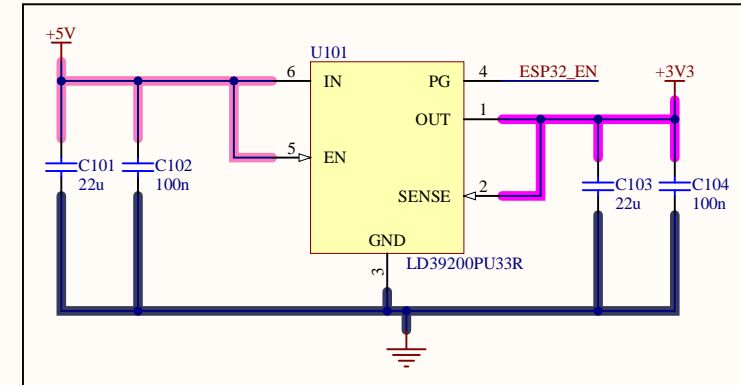 +5V
U101
6
IN
PG
4
ESP32_EN
+3V3
OUT
1
5
EN
C101
22u
C102
100n
SENSE
2
C103
22u
C104
100n
GND
3
LD39200PU33R